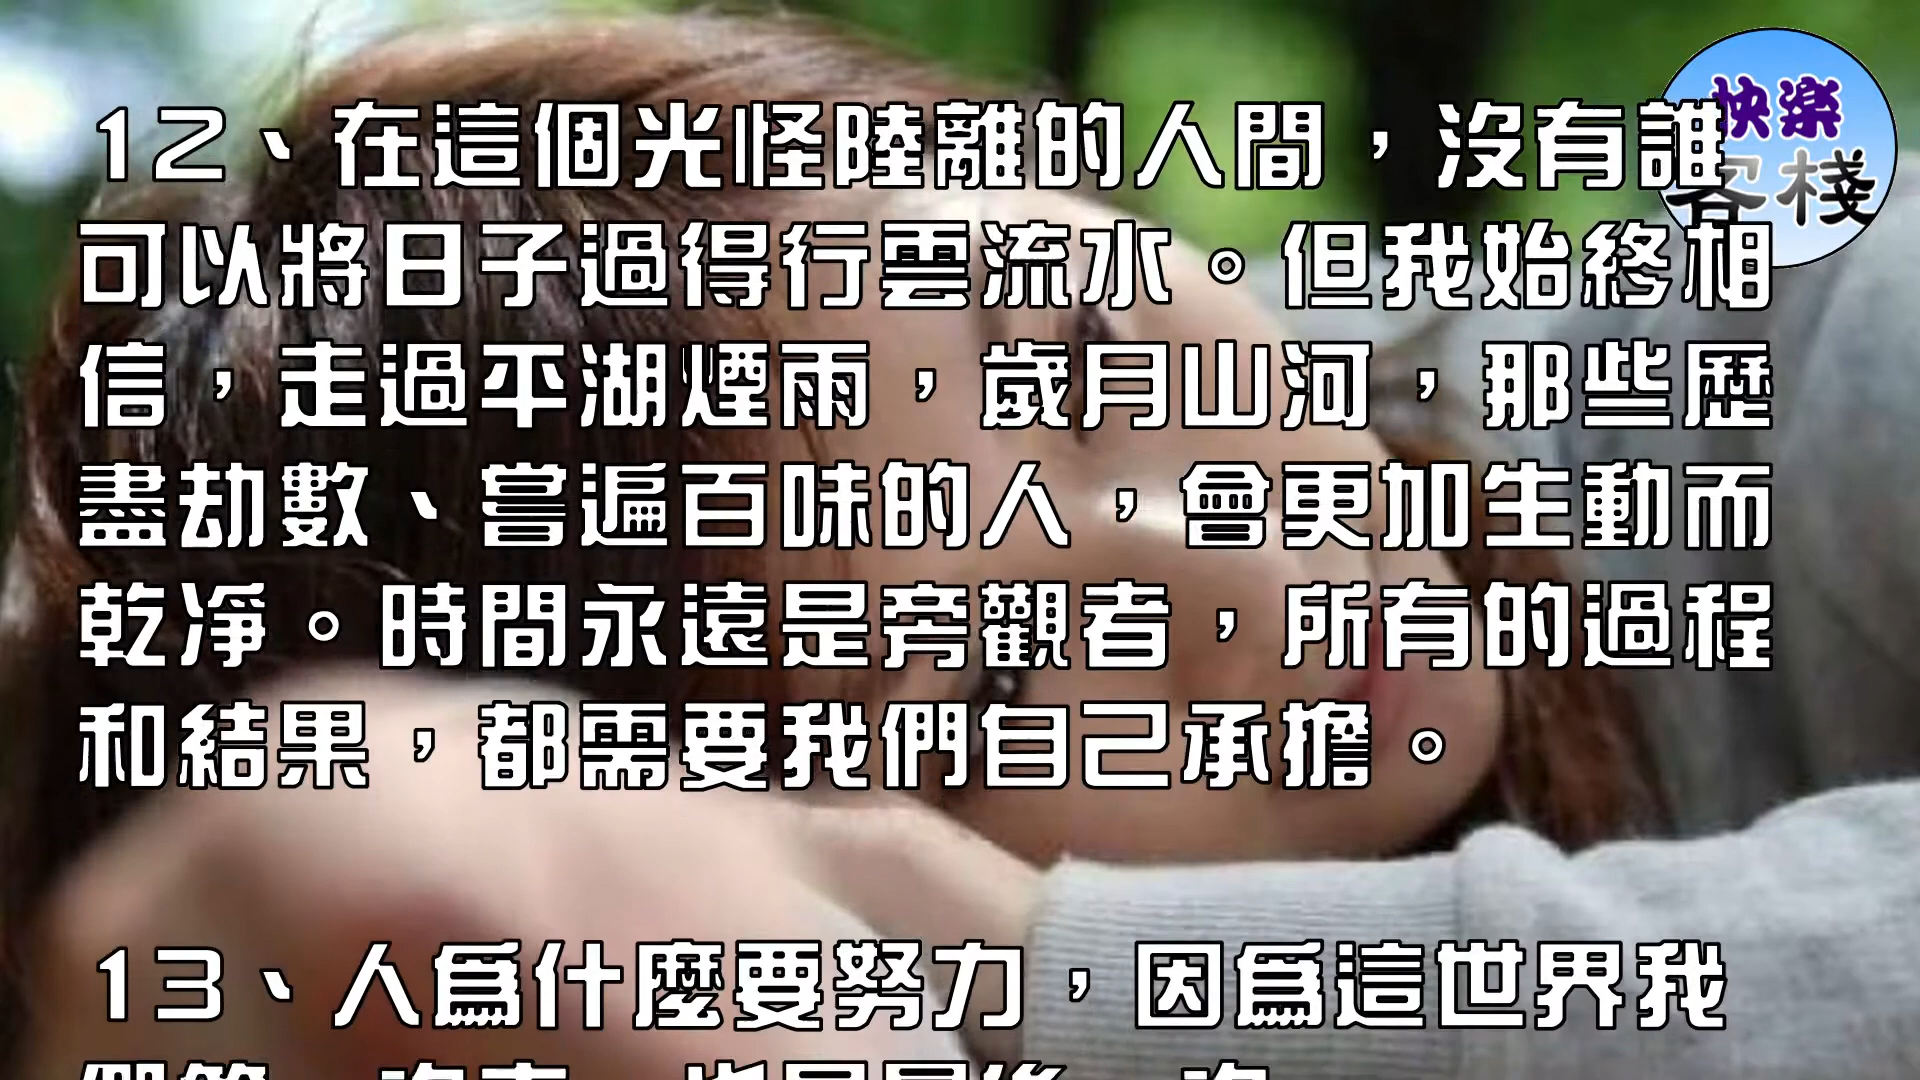 快樂
客棧
12、在這個光怪陸離的人間，沒有誰
可以將日子過得行雲流水。但我始終相
信，走過平湖煙雨，歲月山河，那些歷
盡劫數、嘗遍百味的人，會更加生動而
乾淨。時間永遠是旁觀者，所有的過程
和結果，都需要我們自己承擔。
13、人爲什麼要努力，因爲這世界我